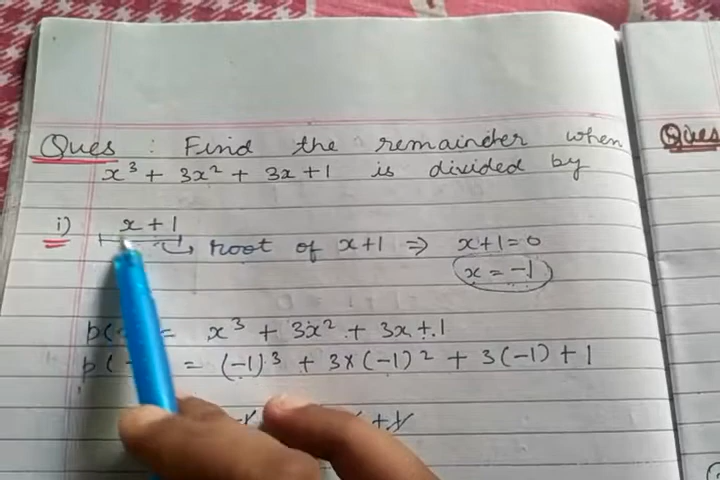 Ques : Find the remainder when
x³ + 3x² + 3x + 1 is divided by
i) x + 1
root of x+1 ⇒ x+1=0
x = -1
p( = x³ + 3x² + 3x + 1
p(- = (-1)³ + 3×(-1)² + 3(-1) + 1
+1
Ques